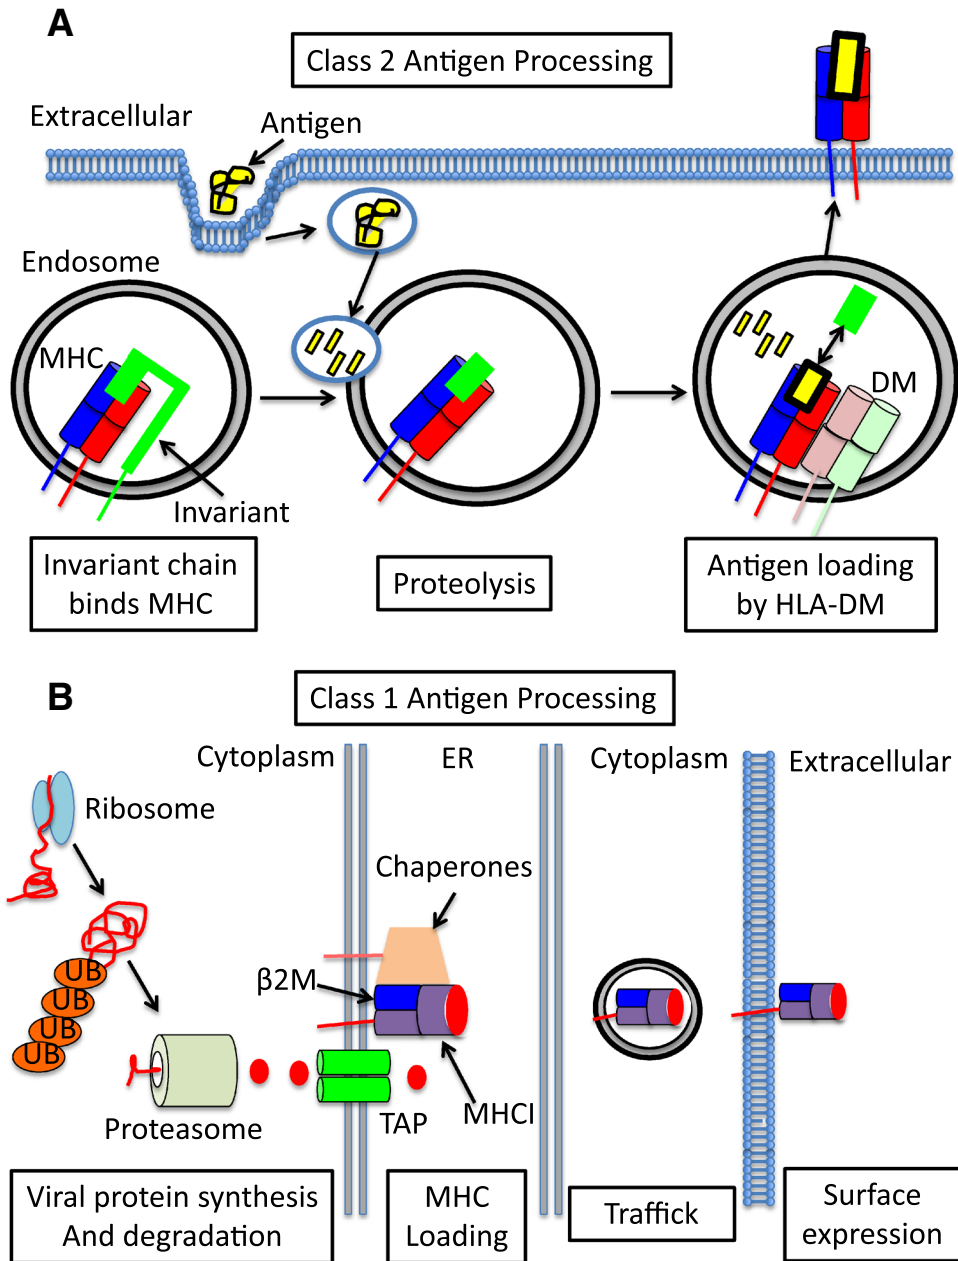 A
Class 2 Antigen Processing
Extracellular
Antigen
Endosome
MHC
DM
Invariant
Invariant chain
binds MHC
Proteolysis
Antigen loading
by HLA-DM
B
Class 1 Antigen Processing
Cytoplasm
ER
Cytoplasm
Extracellular
Ribosome
Chaperones
UB
UB
UB
UB
β2M
MHCI
TAP
Proteasome
Viral protein synthesis
And degradation
MHC
Loading
Traffick
Surface
expression